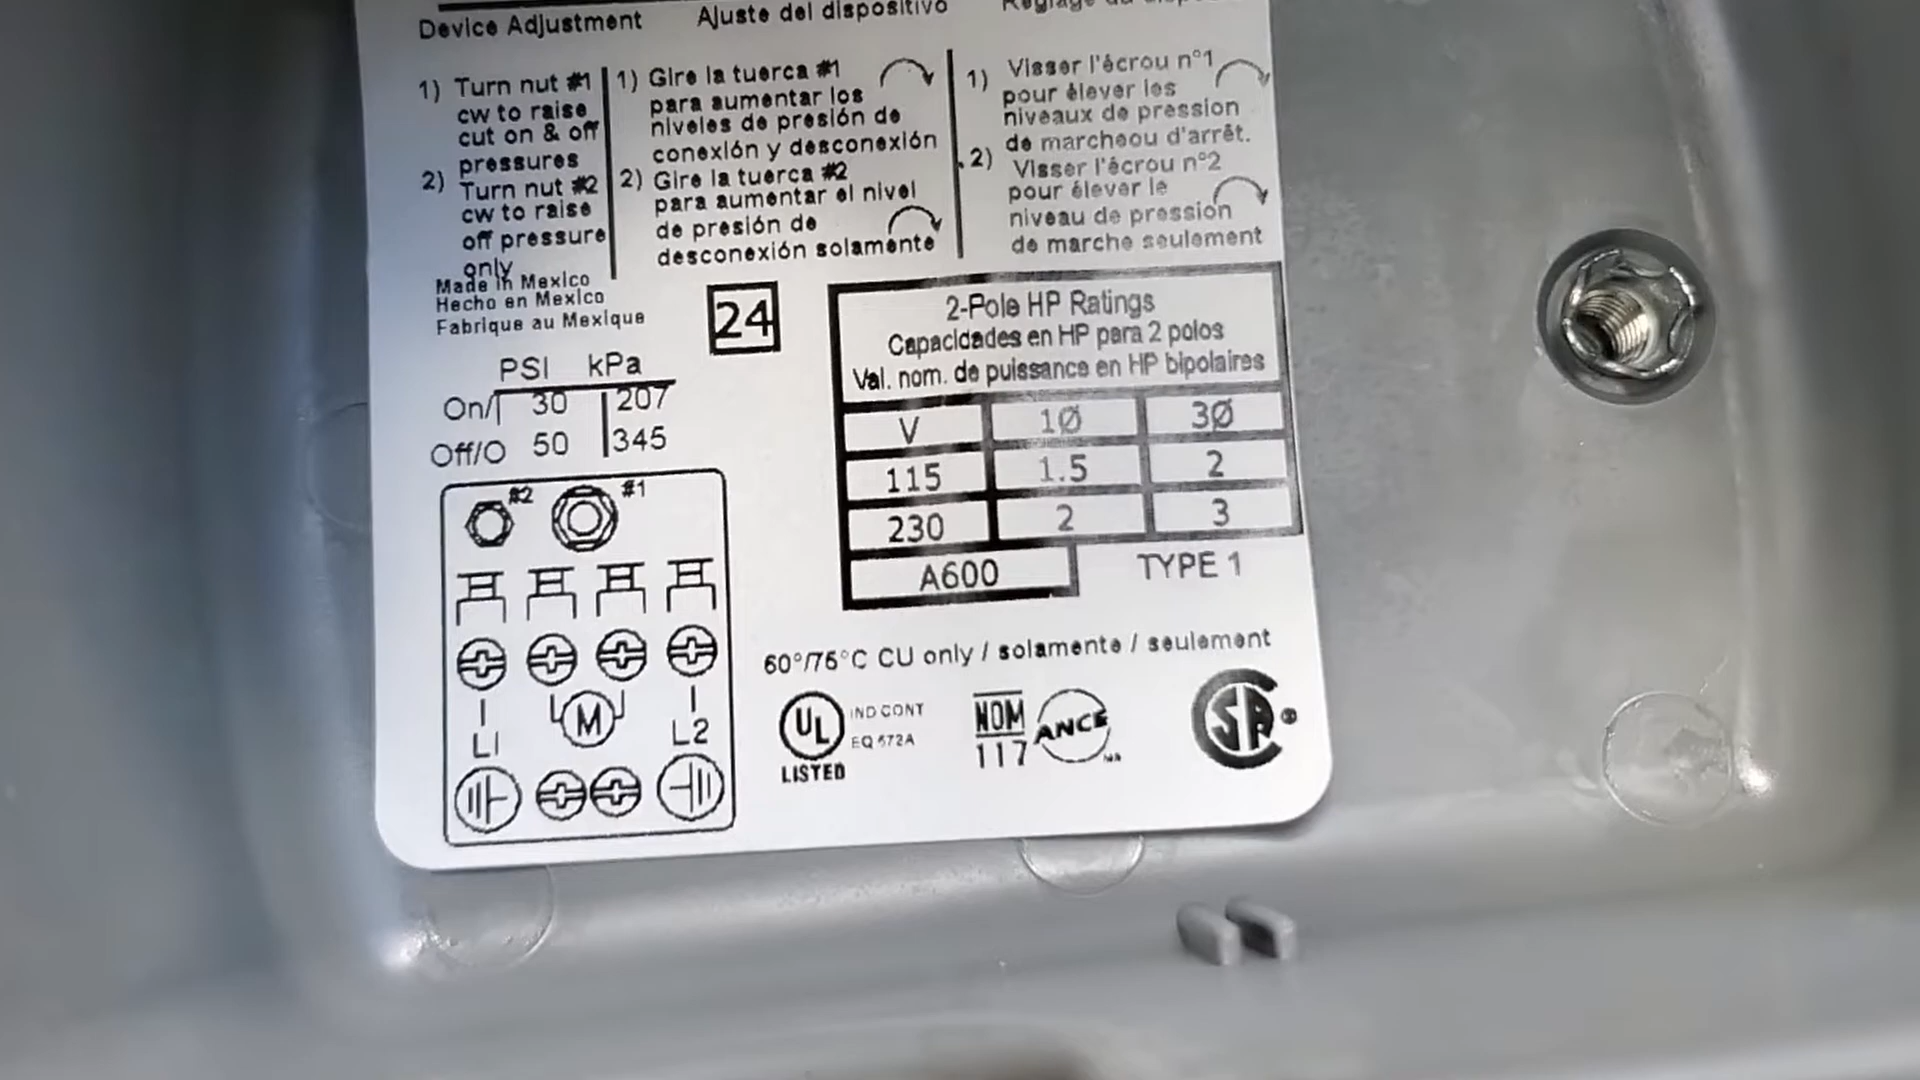 Device Adjustment
Ajuste del dispositivo
Réglage du
1) Turn nut #1
cw to raise
cut on & off
pressures
2) Turn nut #2
cw to raise
off pressure
only
1) Gire la tuerca #1
para aumentar los
niveles de presión de
conexión y desconexión
2) Gire la tuerca #2
para aumentar el nivel
de presión de
desconexión solamente
1) Visser l'écrou n°1
pour élever les
niveaux de pression
de marcheou d'arrêt.
2) Visser l'écrou n°2
pour élever le
niveau de pression
de marche seulement
Made in Mexico
Hecho en Mexico
Fabrique au Mexique
24
PSI kPa
On/| 30 207
Off/O 50 345
#2 #1
M
L1 L2
2-Pole HP Ratings
Capacidades en HP para 2 polos
Val. nom. de puissance en HP bipolaires
V 1Ø 3Ø
115 1.5 2
230 2 3
A600 TYPE 1
60°/75°C CU only / solamente / seulement
UL IND CONT
EQ 572A
LISTED
NOM ANCE
117
SA®